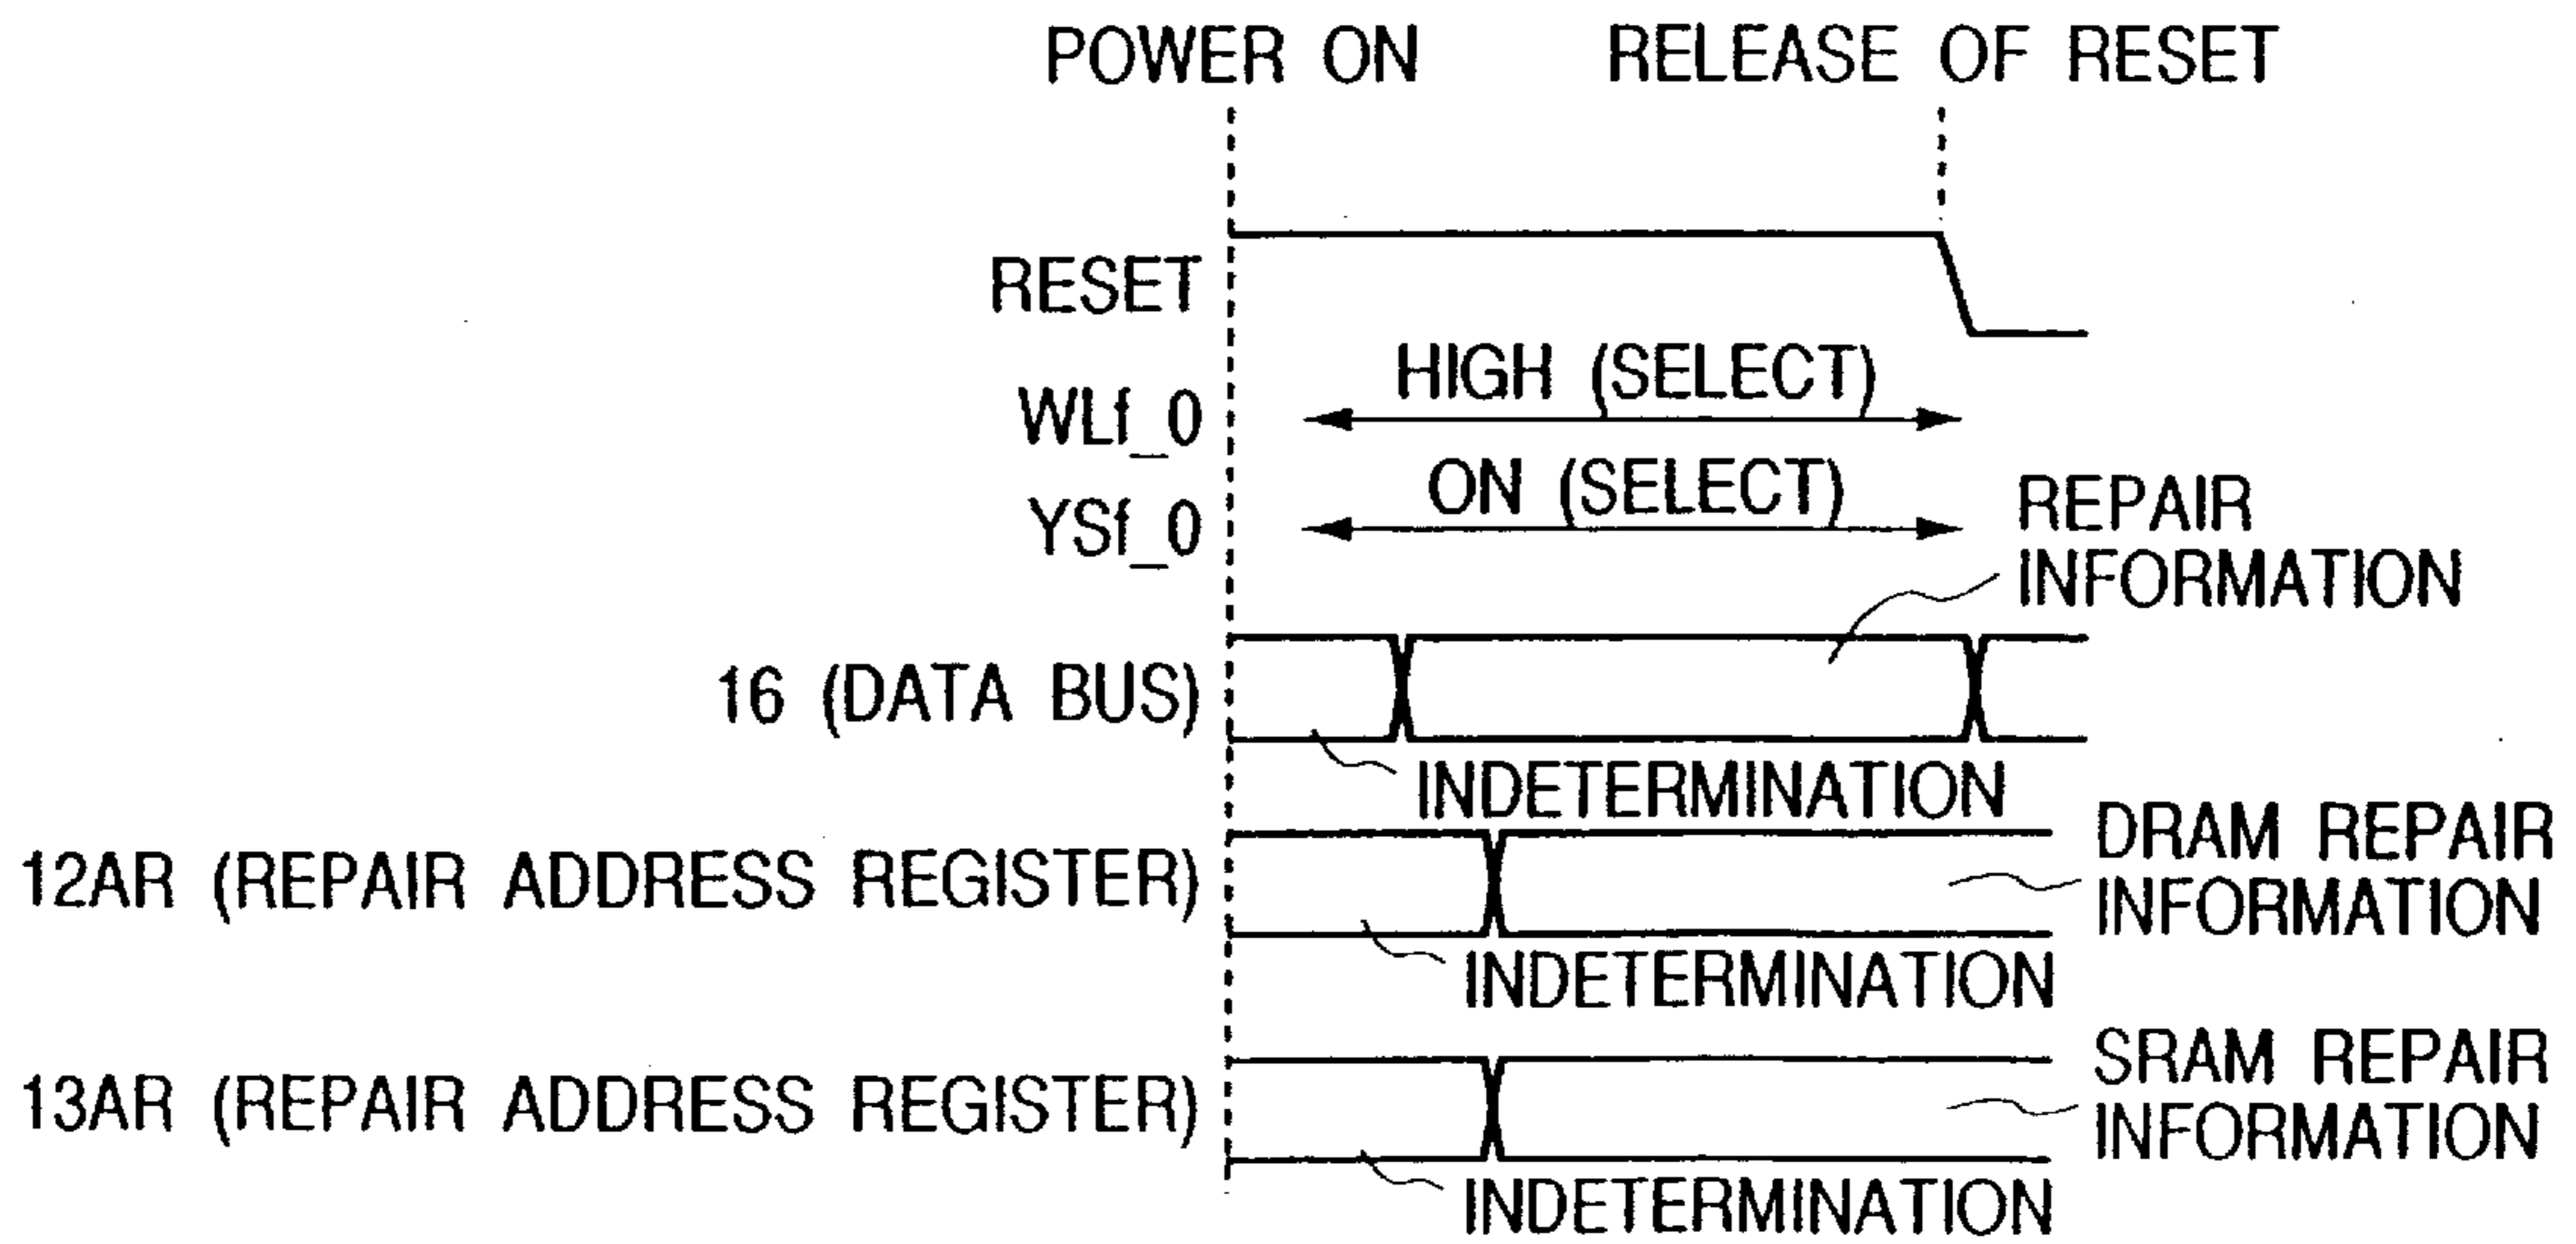 POWER ON
RELEASE OF RESET
RESET
HIGH (SELECT)
WLf_0
ON (SELECT)
YSf_0
REPAIR
INFORMATION
16 (DATA BUS)
INDETERMINATION
12AR (REPAIR ADDRESS REGISTER)
DRAM REPAIR
INFORMATION
INDETERMINATION
13AR (REPAIR ADDRESS REGISTER)
SRAM REPAIR
INFORMATION
INDETERMINATION